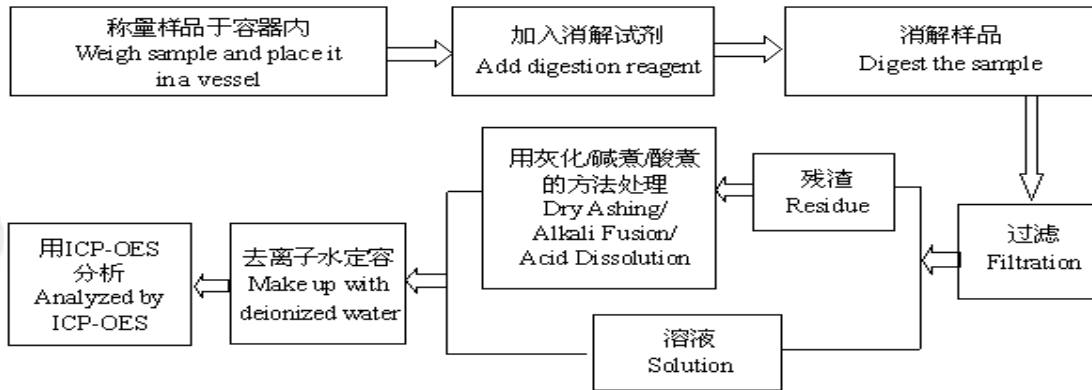 称量样品于容器内
Weigh sample and place it
in a vessel
加入消解试剂
Add digestion reagent
消解样品
Digest the sample
过滤
Filtration
残渣
Residue
用灰化/碱煮/酸煮
的方法处理
Dry Ashing/
Alkali Fusion/
Acid Dissolution
溶液
Solution
去离子水定容
Make up with
deionized water
用ICP-OES
分析
Analyzed by
ICP-OES